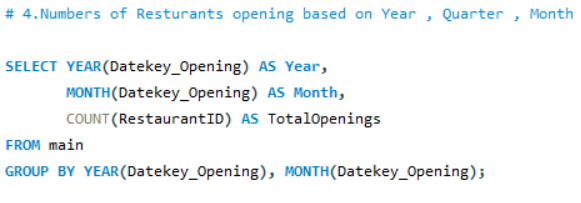 # 4.Numbers of Resturants opening based on Year , Quarter , Month
SELECT YEAR(Datekey_Opening) AS Year,
MONTH(Datekey_Opening) AS Month,
COUNT(RestaurantID) AS TotalOpenings
FROM main
GROUP BY YEAR(Datekey_Opening), MONTH(Datekey_Opening);